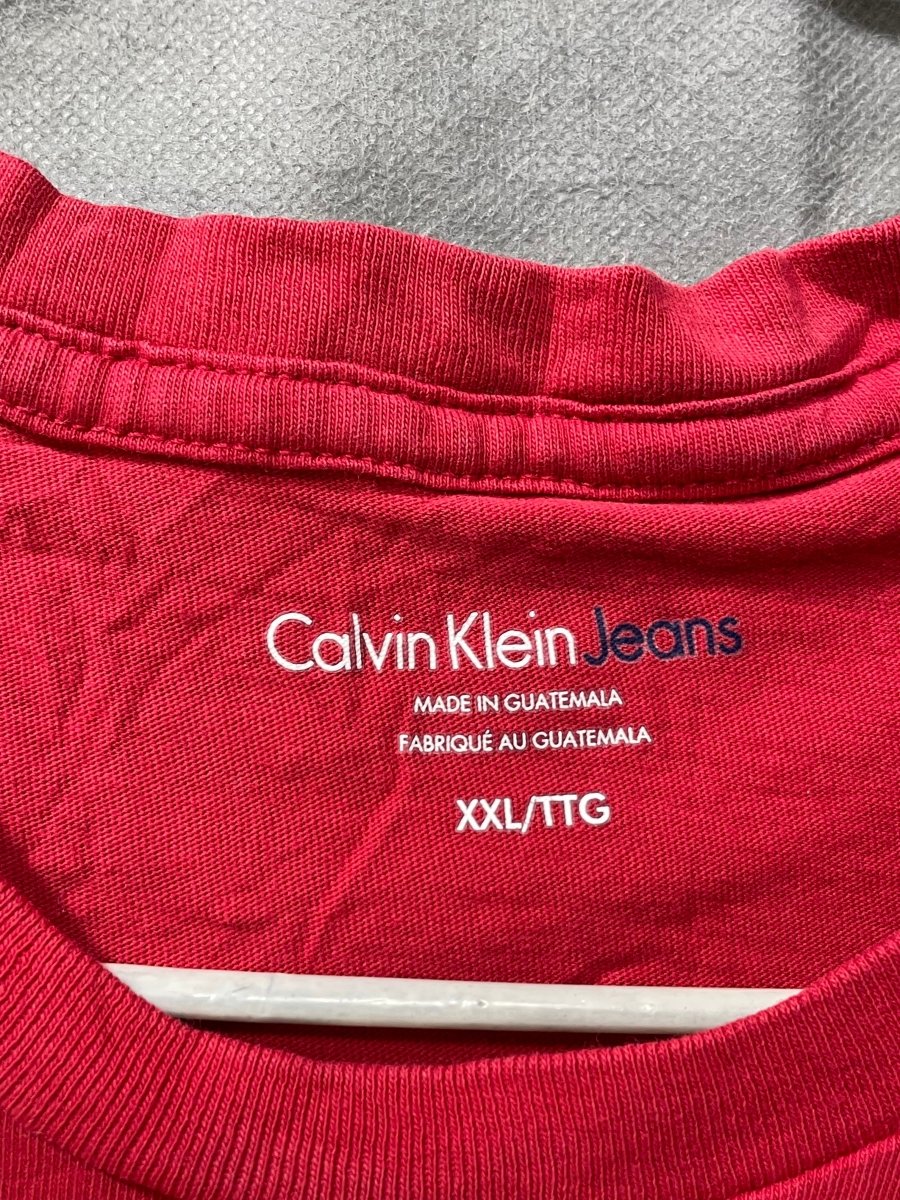 Calvin Klein Jeans
MADE IN GUATEMALA
FABRIQUÉ AU GUATEMALA
XXL/TTG